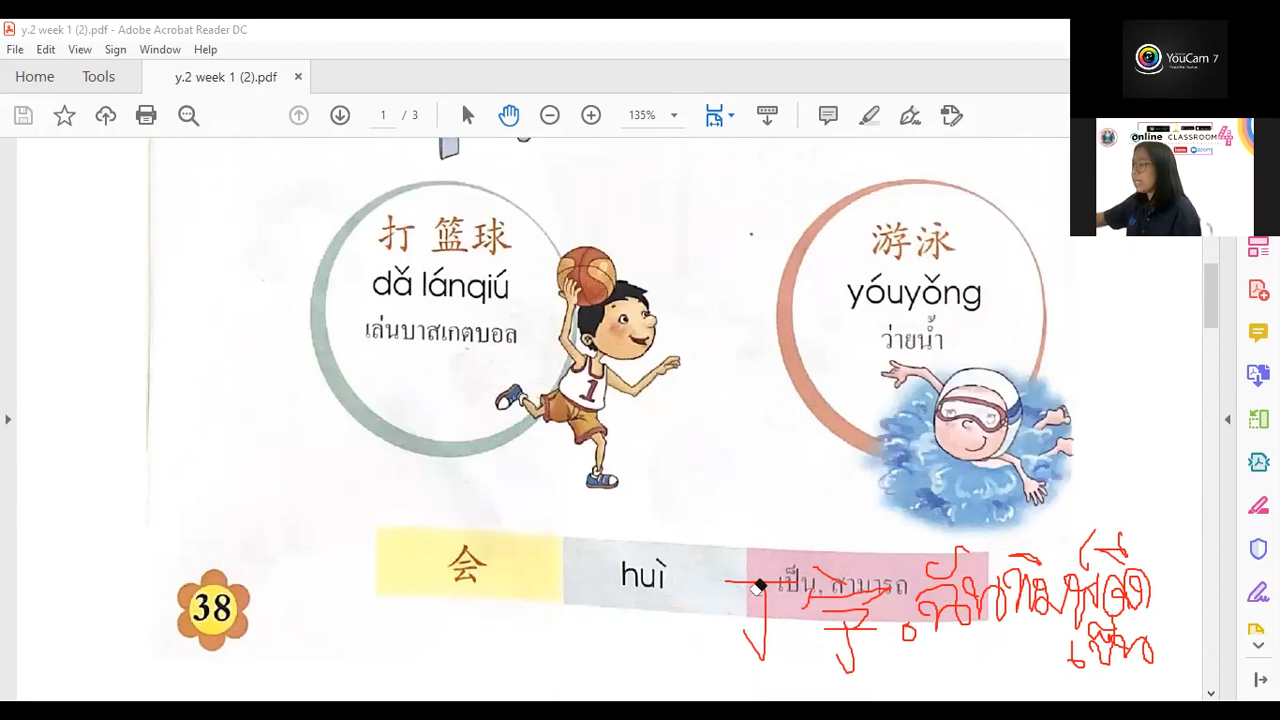 y.2 week 1 (2).pdf - Adobe Acrobat Reader DC
File Edit View Sign Window Help
Home Tools y.2 week 1 (2).pdf ×
1 / 3 135%
YouCam 7
online CLASSROOM 4
打 篮球
dǎ lánqiú
เล่นบาสเกตบอล
1
游泳
yóuyǒng
ว่ายน้ำ
会 huì เป็น, สามารถ
38